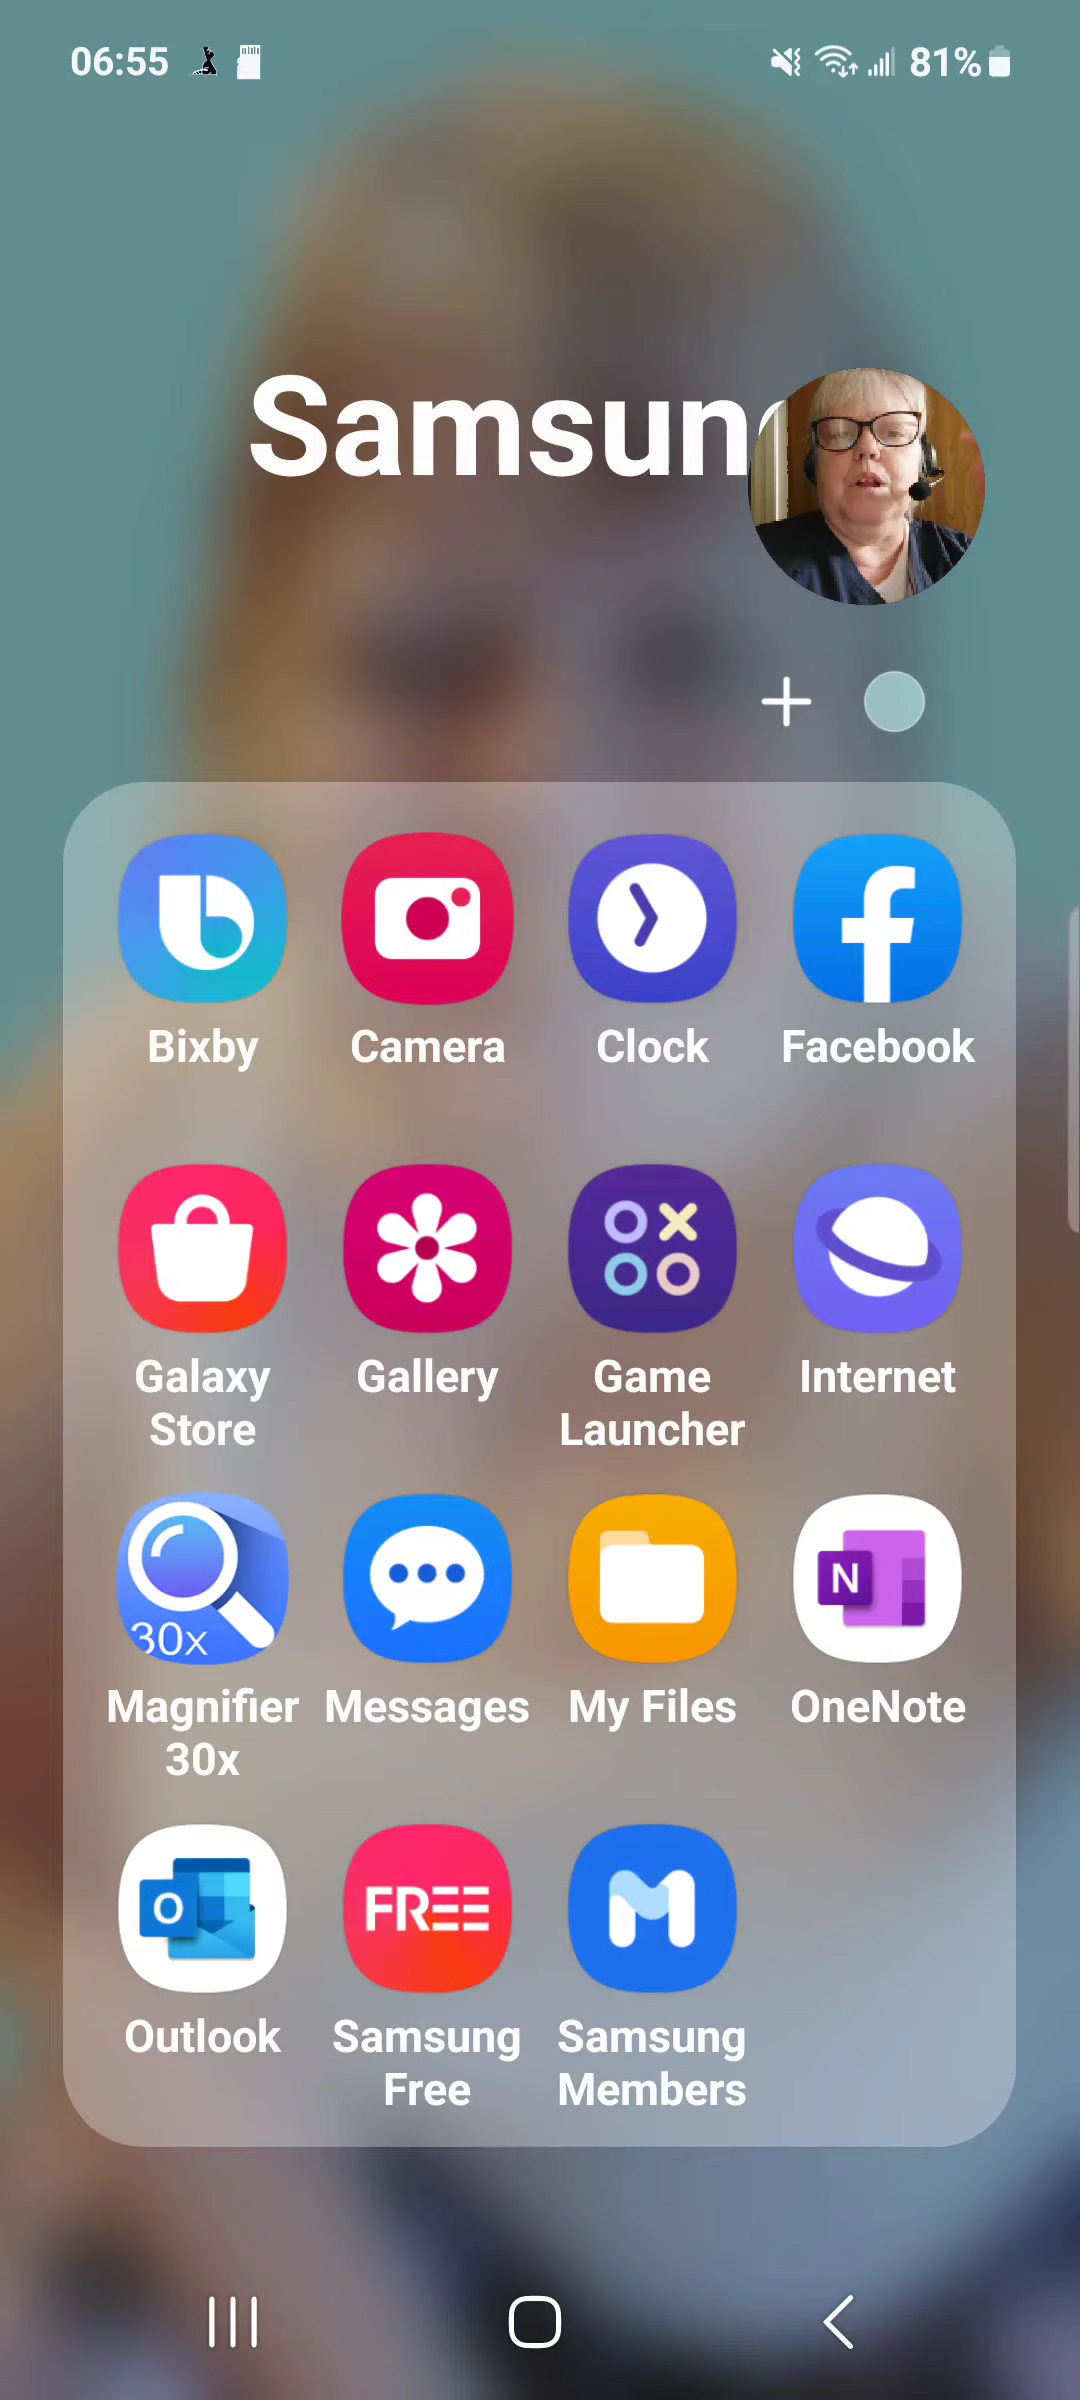 06:55
81%
Samsung
Bixby
Camera
Clock
Facebook
Galaxy
Store
Gallery
Game
Launcher
Internet
30x
Magnifier
30x
Messages
My Files
N
OneNote
O
Outlook
FREE
Samsung
Free
Samsung
Members